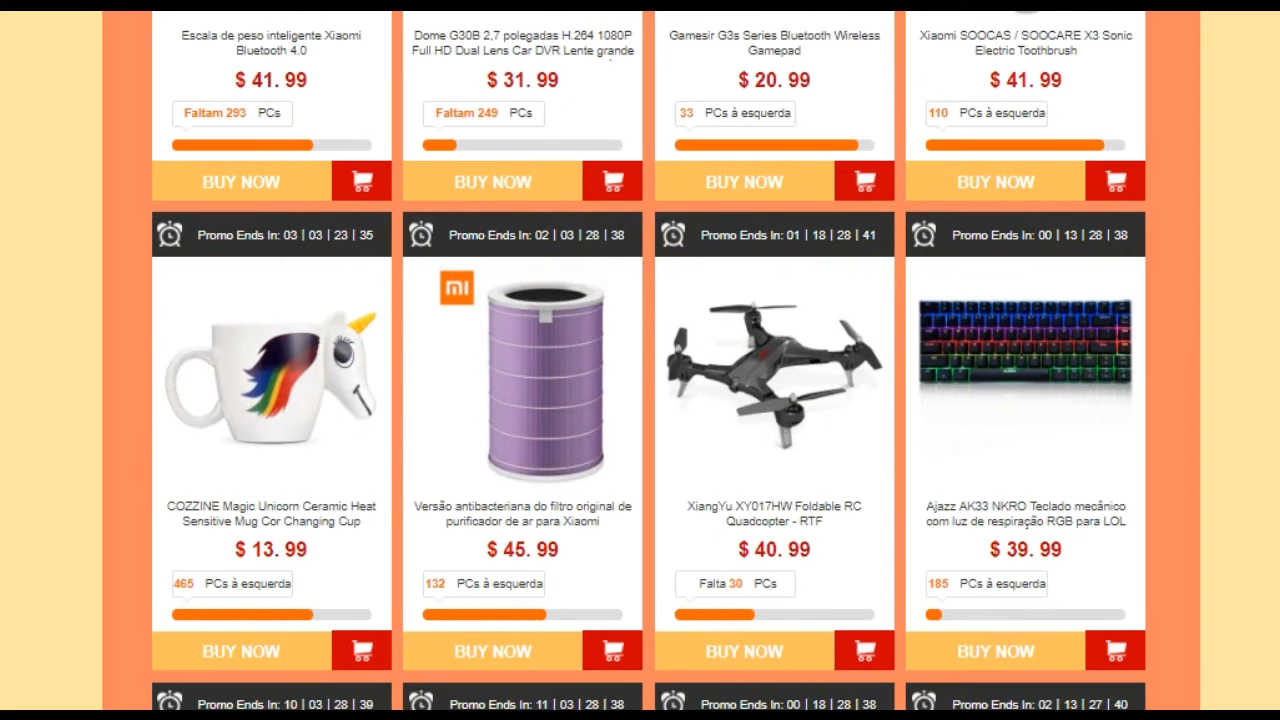 Escala de peso inteligente Xiaomi
Bluetooth 4.0
$ 41. 99
Faltam 293 PCs
BUY NOW
Dome G30B 2,7 polegadas H.264 1080P
Full HD Dual Lens Car DVR Lente grande
$ 31. 99
Faltam 249 PCs
BUY NOW
Gamesir G3s Series Bluetooth Wireless
Gamepad
$ 20. 99
33 PCs à esquerda
BUY NOW
Xiaomi SOOCAS / SOOCARE X3 Sonic
Electric Toothbrush
$ 41. 99
110 PCs à esquerda
BUY NOW
Promo Ends In: 03 | 03 | 23 | 35
COZZINE Magic Unicorn Ceramic Heat
Sensitive Mug Cor Changing Cup
$ 13. 99
465 PCs à esquerda
BUY NOW
Promo Ends In: 02 | 03 | 28 | 38
mi
Versão antibacteriana do filtro original de
purificador de ar para Xiaomi
$ 45. 99
132 PCs à esquerda
BUY NOW
Promo Ends In: 01 | 18 | 28 | 41
XiangYu XY017HW Foldable RC
Quadcopter - RTF
$ 40. 99
Falta 30 PCs
BUY NOW
Promo Ends In: 00 | 13 | 28 | 38
Ajazz AK33 NKRO Teclado mecânico
com luz de respiração RGB para LOL
$ 39. 99
185 PCs à esquerda
BUY NOW
Promo Ends In: 10 | 03 | 28 | 39
Promo Ends In: 11 | 03 | 28 | 38
Promo Ends In: 00 | 18 | 28 | 38
Promo Ends In: 02 | 13 | 27 | 40